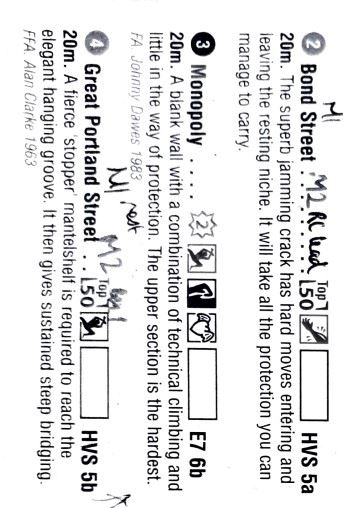 M1
2 Bond Street . M2 RC lead Top 50 HVS 5a
20m. The superb jamming crack has hard moves entering and
leaving the resting niche. It will take all the protection you can
manage to carry.
3 Monopoly . . . . 2 E7 6b
20m. A blank wall with a combination of technical climbing and
little in the way of protection. The upper section is the hardest.
FA. Johnny Dawes 1983
M1
M2
4 Great Portland Street . . Top 50 HVS 5b
20m. A fierce 'stopper' mantelshelf is required to reach the
elegant hanging groove. It then gives sustained steep bridging.
FFA. Alan Clarke 1963